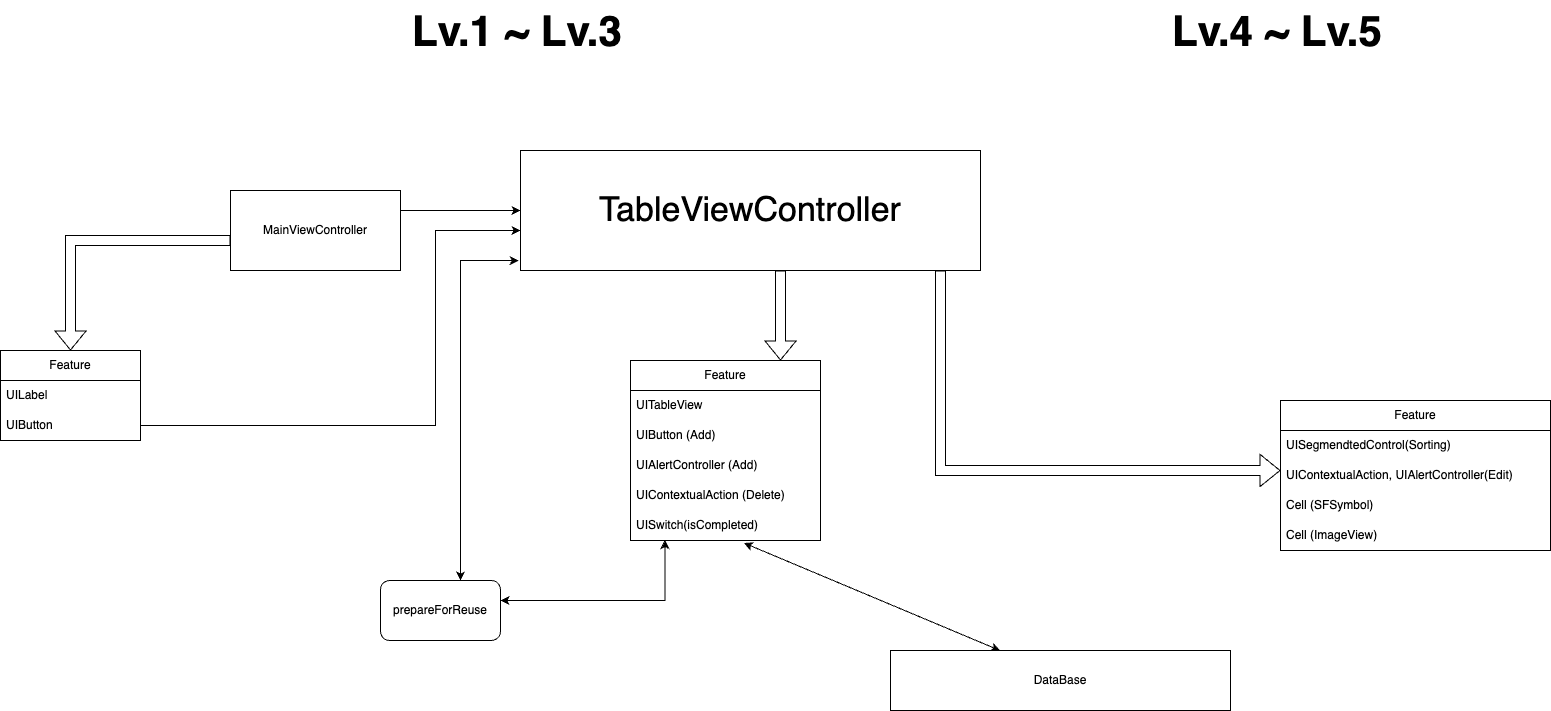 Lv.1 ~ Lv.3
Lv.4 ~ Lv.5
TableViewController
MainViewController
Feature
UILabel
UIButton
Feature
UITableView
UIButton (Add)
UIAlertController (Add)
UIContextualAction (Delete)
UISwitch(isCompleted)
Feature
UISegmendtedControl(Sorting)
UIContextualAction, UIAlertController(Edit)
Cell (SFSymbol)
Cell (ImageView)
prepareForReuse
DataBase